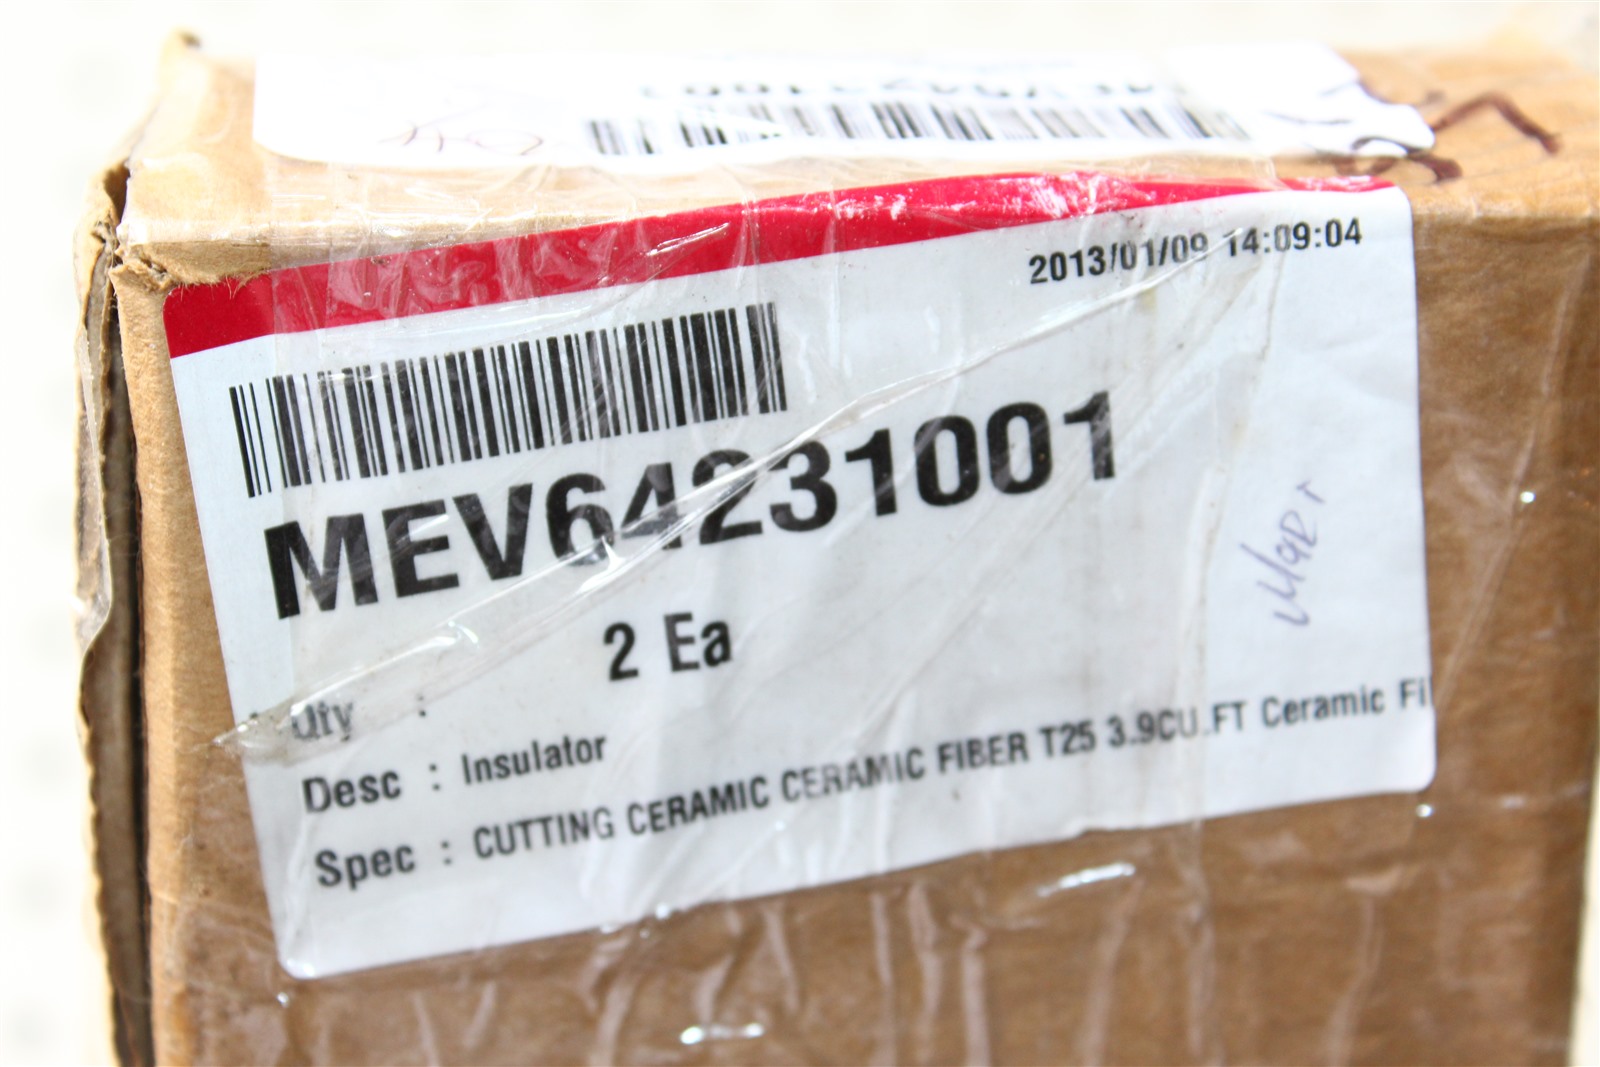 2013/01/09 14:09:04
MEV64231001
2 Ea
Qty :
Desc : Insulator
Spec : CUTTING CERAMIC CERAMIC FIBER T25 3.9CU.FT Ceramic Fi